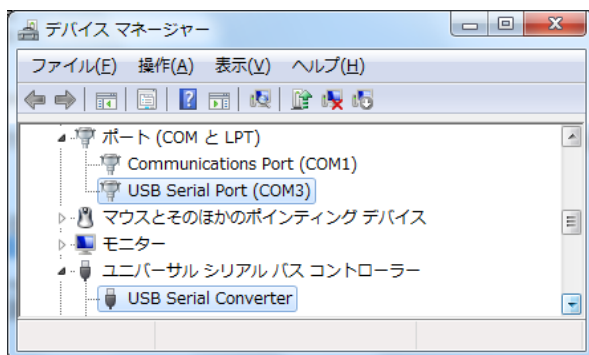 デバイス マネージャー
ファイル(F) 操作(A) 表示(V) ヘルプ(H)
ポート (COM と LPT)
Communications Port (COM1)
USB Serial Port (COM3)
マウスとそのほかのポインティング デバイス
モニター
ユニバーサル シリアル バス コントローラー
USB Serial Converter